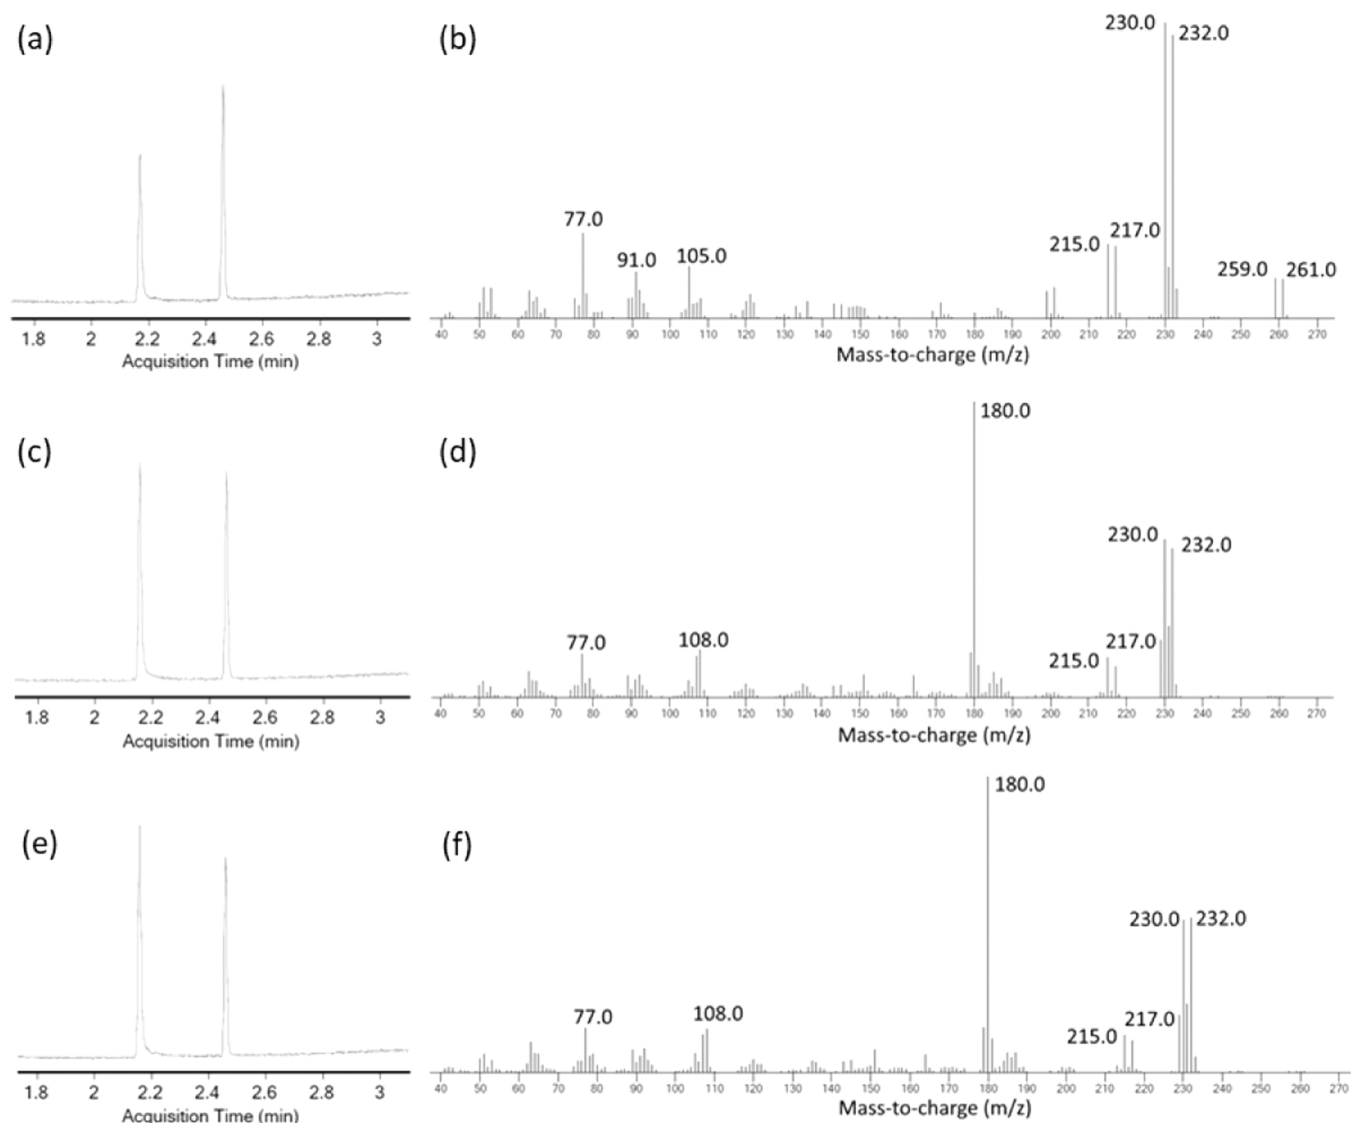 (a)
1.8 2 2.2 2.4 2.6 2.8 3
Acquisition Time (min)
(b)
77.0 91.0 105.0 215.0 217.0 230.0 232.0 259.0 261.0
40 50 60 70 80 90 100 110 120 130 140 150 160 170 180 190 200 210 220 230 240 250 260 270
Mass-to-charge (m/z)
(c)
1.8 2 2.2 2.4 2.6 2.8 3
Acquisition Time (min)
(d)
77.0 108.0 180.0 215.0 217.0 230.0 232.0
40 50 60 70 80 90 100 110 120 130 140 150 160 170 180 190 200 210 220 230 240 250 260 270
Mass-to-charge (m/z)
(e)
1.8 2 2.2 2.4 2.6 2.8 3
Acquisition Time (min)
(f)
77.0 108.0 180.0 215.0 217.0 230.0 232.0
40 50 60 70 80 90 100 110 120 130 140 150 160 170 180 190 200 210 220 230 240 250 260 270
Mass-to-charge (m/z)